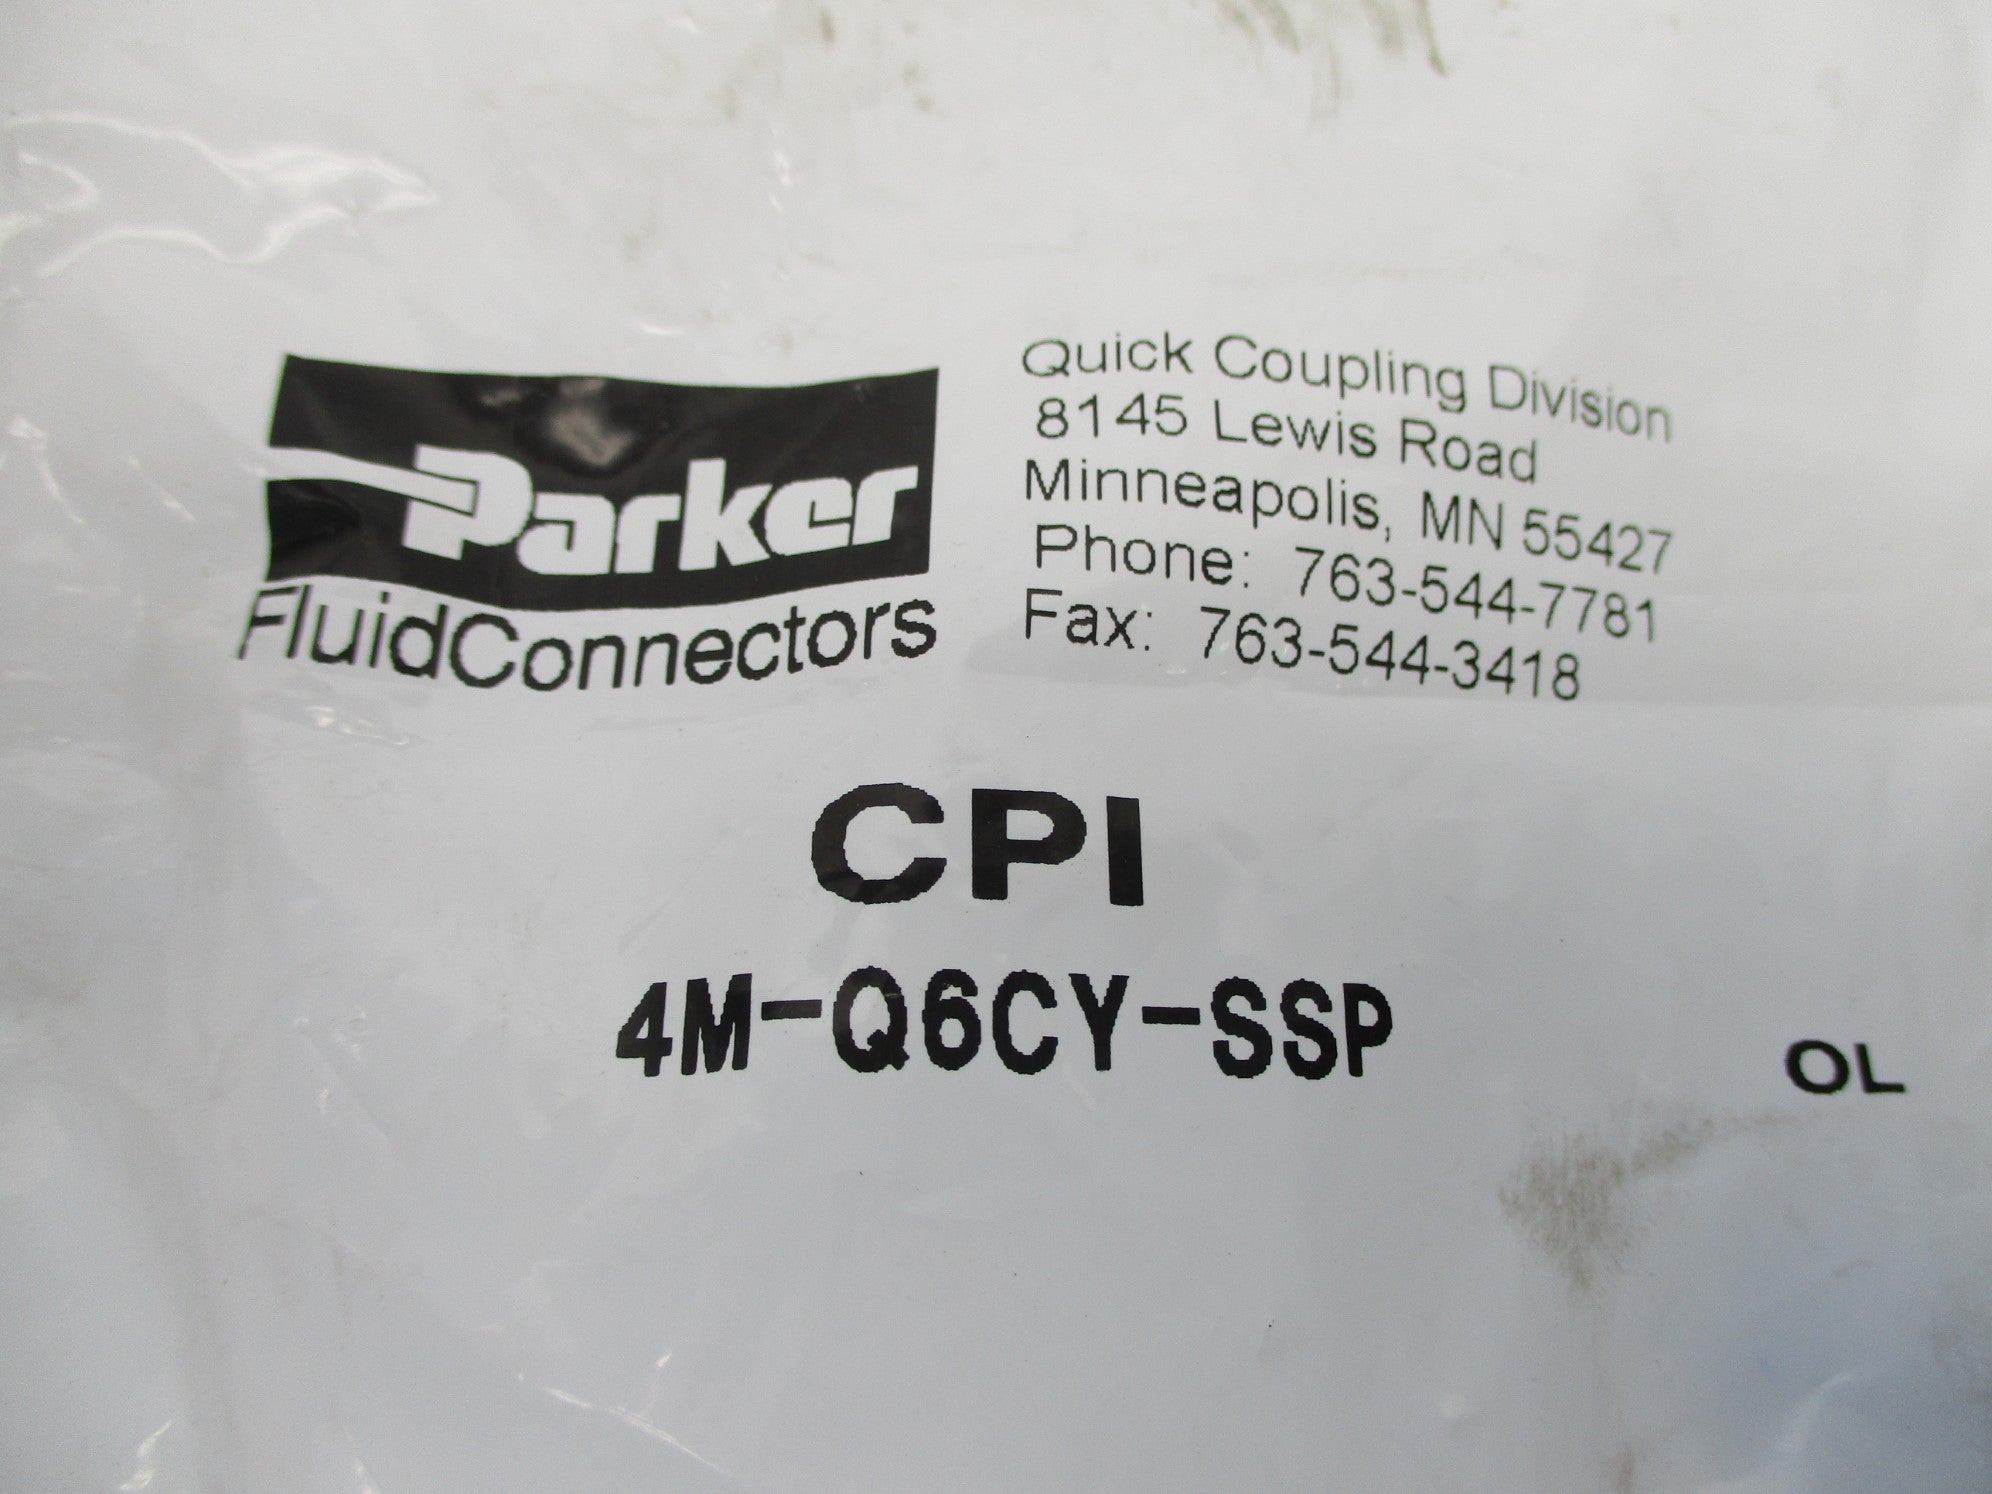 Parker
FluidConnectors
Quick Coupling Division
8145 Lewis Road
Minneapolis, MN 55427
Phone: 763-544-7781
Fax: 763-544-3418
CPI
4M-Q6CY-SSP
OL